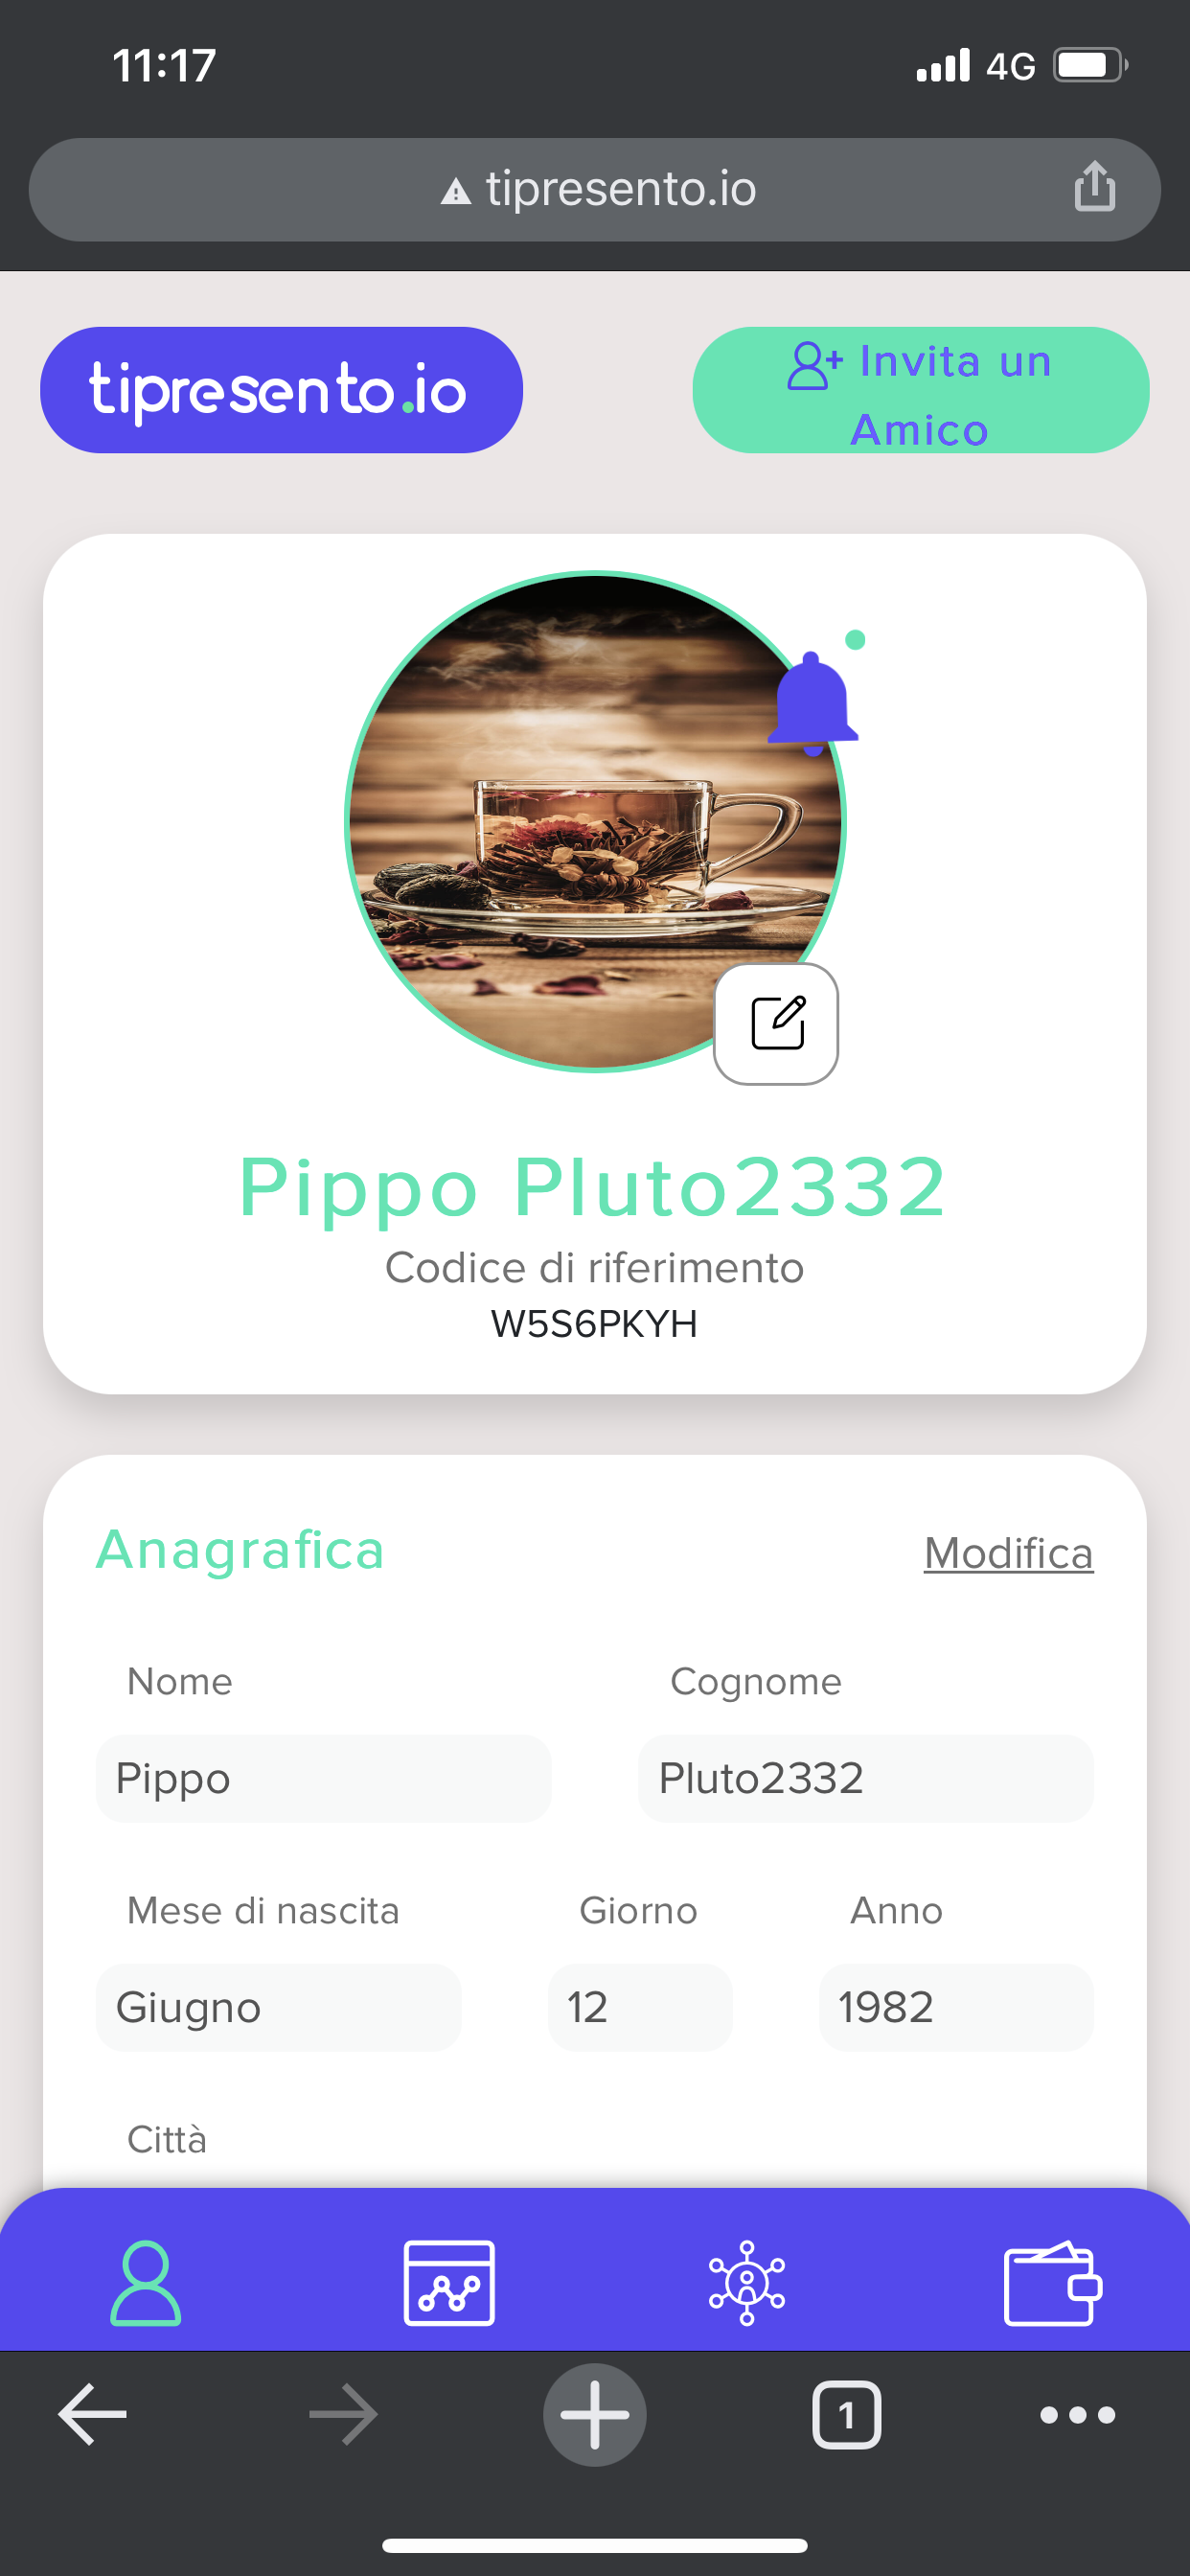 11:17
4G
tipresento.io
tipresento.io
Invita un
Amico
Pippo Pluto2332
Codice di riferimento
W5S6PKYH
Anagrafica
Modifica
Nome
Cognome
Pippo
Pluto2332
Mese di nascita
Giorno
Anno
Giugno
12
1982
Città
1